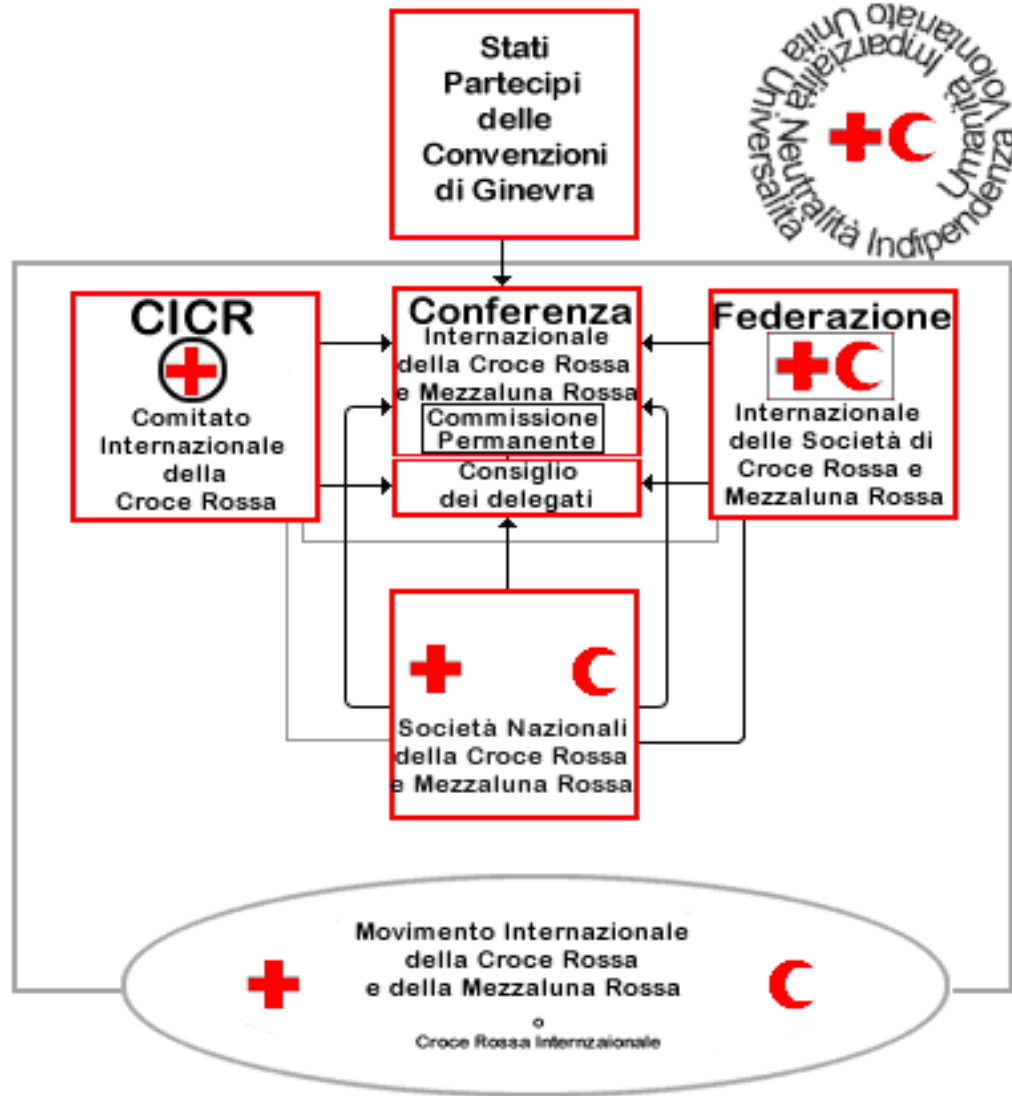 Stati
Partecipi
delle
Convenzioni
di Ginevra
Umanità Imparzialità Neutralità Indipendenza
Volontariato Unità Universalità
CICR
Comitato
Internazionale
della
Croce Rossa
Conferenza
Internazionale
della Croce Rossa
e Mezzaluna Rossa
Commissione
Permanente
Consiglio
dei delegati
Federazione
Internazionale
delle Società di
Croce Rossa e
Mezzaluna Rossa
Società Nazionali
della Croce Rossa
e Mezzaluna Rossa
Movimento Internazionale
della Croce Rossa
e della Mezzaluna Rossa
o
Croce Rossa Internzaionale